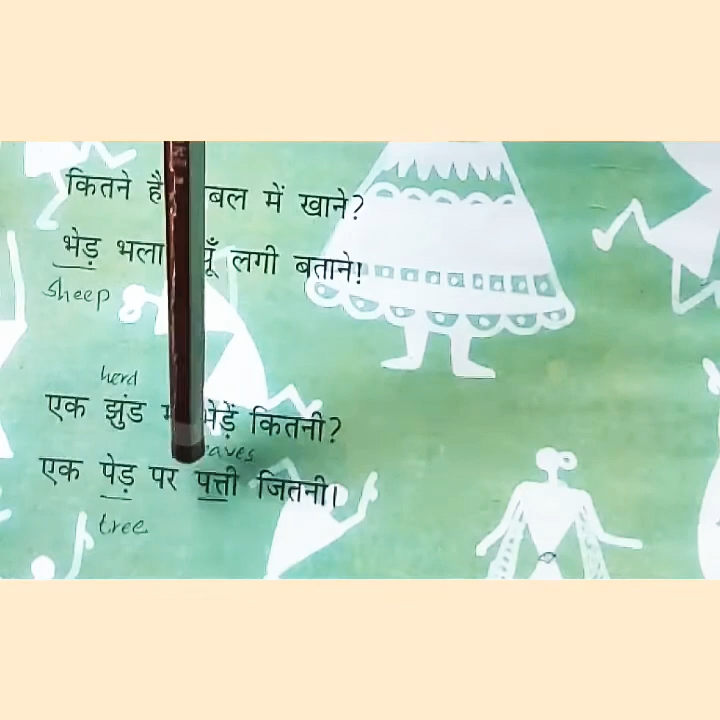 कितने है बल में खाने?
भेड़ भला यूँ लगी बताने!
sheep
herd
एक झुंड में भेड़ें कितनी?
leaves
एक पेड़ पर पत्ती जितनी।
tree